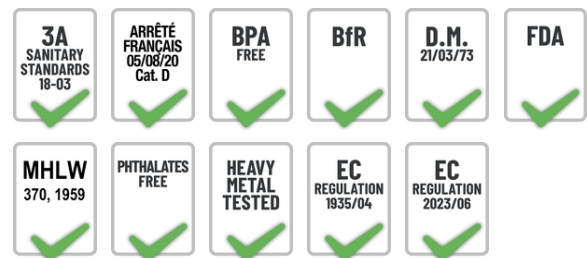 3A
SANITARY
STANDARDS
18-03
ARRÊTÉ
FRANÇAIS
05/08/20
Cat. D
BPA
FREE
BfR
D.M.
21/03/73
FDA
MHLW
370, 1959
PHTHALATES
FREE
HEAVY
METAL
TESTED
EC
REGULATION
1935/04
EC
REGULATION
2023/06